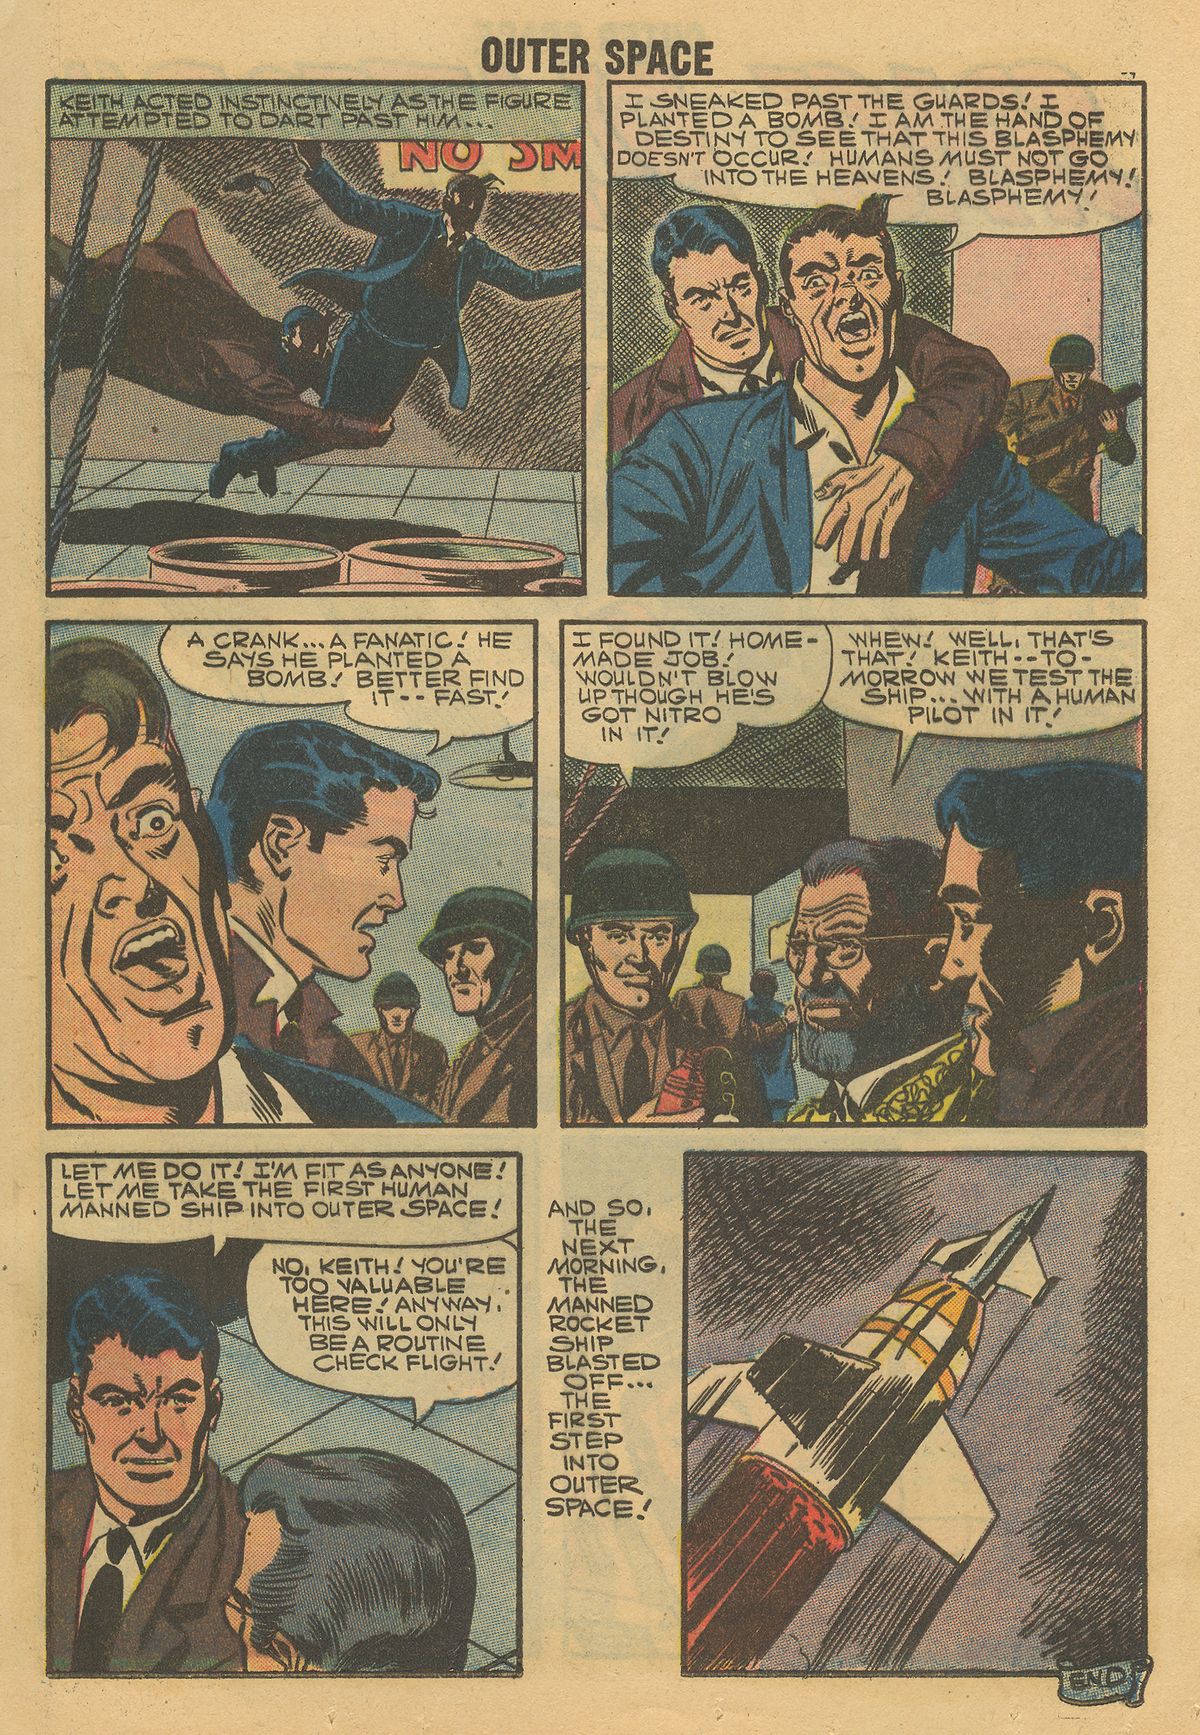 OUTER SPACE
KEITH ACTED INSTINCTIVELY AS THE FIGURE
ATTEMPTED TO DART PAST HIM...
NO SM
I SNEAKED PAST THE GUARDS! I
PLANTED A BOMB! I AM THE HAND OF
DESTINY TO SEE THAT THIS BLASPHEMY
DOESN'T OCCUR! HUMANS MUST NOT GO
INTO THE HEAVENS! BLASPHEMY!
BLASPHEMY!
A CRANK... A FANATIC! HE
SAYS HE PLANTED A
BOMB! BETTER FIND
IT-- FAST!
I FOUND IT! HOME-
MADE JOB!
WOULDN'T BLOW
UP THOUGH HE'S
GOT NITRO
IN IT!
WHEW! WELL, THAT'S
THAT! KEITH--TO-
MORROW WE TEST THE
SHIP... WITH A HUMAN
PILOT IN IT!
LET ME DO IT! I'M FIT AS ANYONE!
LET ME TAKE THE FIRST HUMAN
MANNED SHIP INTO OUTER SPACE!
NO, KEITH! YOU'RE
TOO VALUABLE
HERE! ANYWAY,
THIS WILL ONLY
BE A ROUTINE
CHECK FLIGHT!
AND SO,
THE
NEXT
MORNING,
THE
MANNED
ROCKET
SHIP
BLASTED
OFF...
THE
FIRST
STEP
INTO
OUTER
SPACE!
END